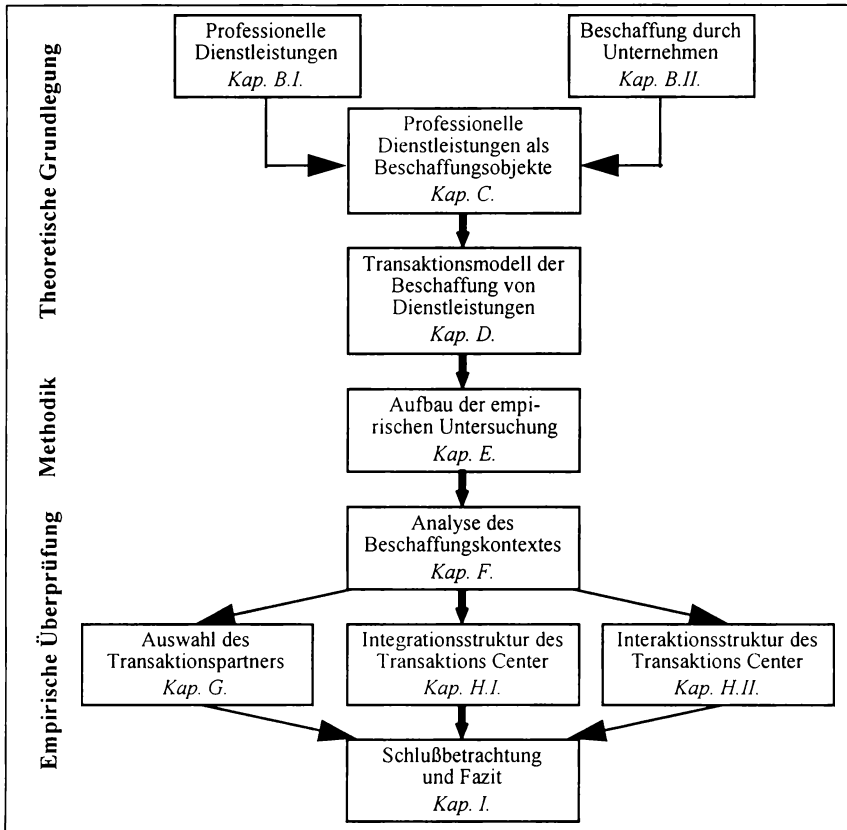 Theoretische Grundlegung
Professionelle
Dienstleistungen
Kap. B.I.
Beschaffung durch
Unternehmen
Kap. B.II.
Professionelle
Dienstleistungen als
Beschaffungsobjekte
Kap. C.
Transaktionsmodell der
Beschaffung von
Dienstleistungen
Kap. D.
Methodik
Aufbau der empi-
rischen Untersuchung
Kap. E.
Empirische Überprüfung
Analyse des
Beschaffungskontextes
Kap. F.
Auswahl des
Transaktionspartners
Kap. G.
Integrationsstruktur des
Transaktions Center
Kap. H.I.
Interaktionsstruktur des
Transaktions Center
Kap. H.II.
Schlußbetrachtung
und Fazit
Kap. I.